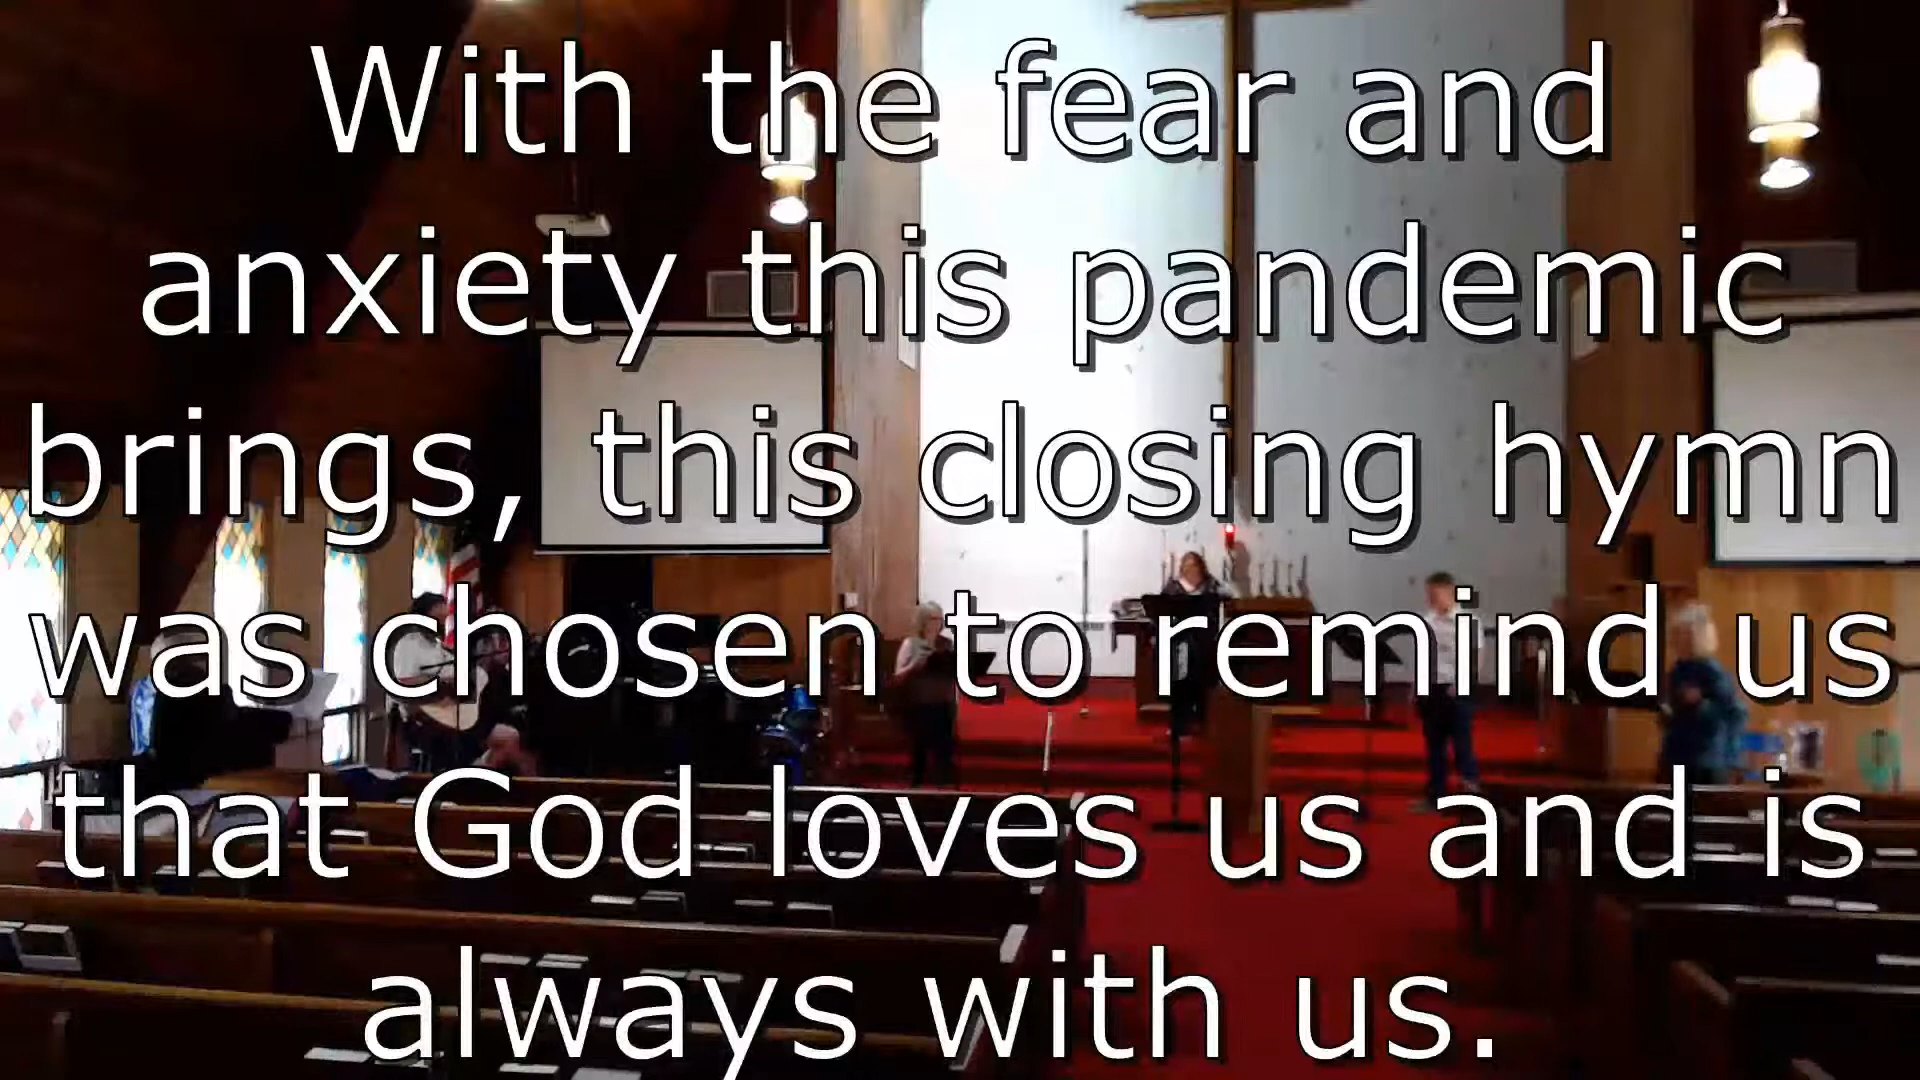 With the fear and
anxiety this pandemic
brings, this closing hymn
was chosen to remind us
that God loves us and is
always with us.